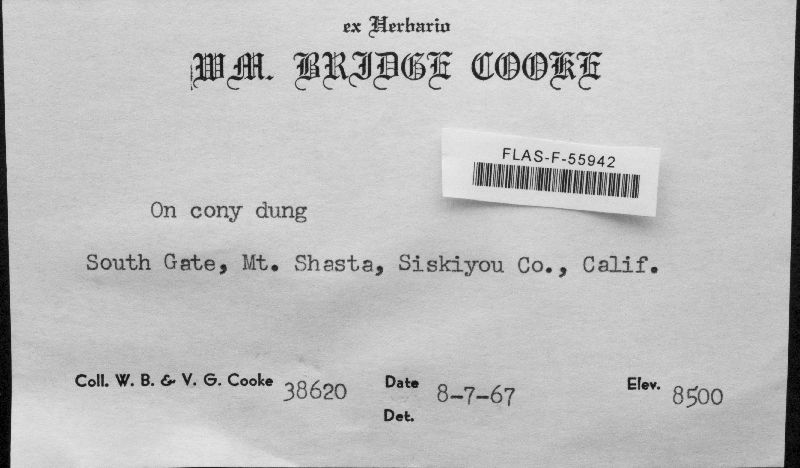 ex Herbario
WM. BRIDGE COOKE
FLAS-F-55942
On cony dung
South Gate, Mt. Shasta, Siskiyou Co., Calif.
Coll. W. B. & V. G. Cooke 38620 Date 8-7-67 Elev. 8500
Det.